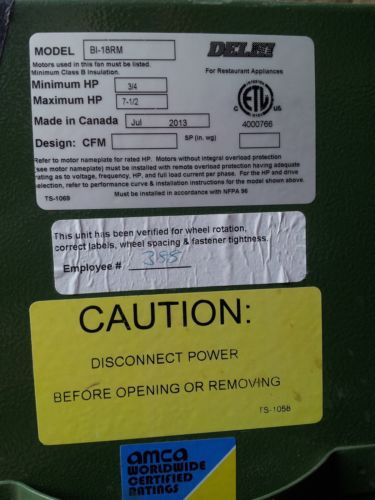 MODEL BI-18RM DELHI
Motors used in this fan must be listed.
Minimum Class B Insulation.
For Restaurant Appliances
Minimum HP 3/4
Maximum HP 7-1/2
C ETL US
Made in Canada Jul 2013 4000766
Design: CFM SP (in. wg)
Refer to motor nameplate for rated HP. Motors without integral overload protection
(see motor nameplate) must be installed with remote overload protection having adequate
rating as to voltage, frequency, HP, and full load current per phase. For the HP and drive
selection, refer to performance curve & installation instructions for the model shown above.
TS-1069 Must be installed in accordance with NFPA 96
This unit has been verified for wheel rotation,
correct labels, wheel spacing & fastener tightness.
Employee # 388
CAUTION:
DISCONNECT POWER
BEFORE OPENING OR REMOVING
TS-1058
amca
WORLDWIDE
CERTIFIED
RATINGS